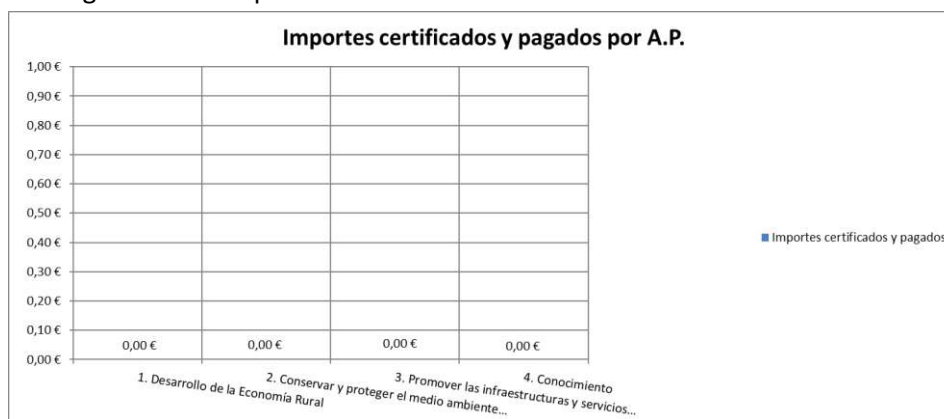 Importes certificados y pagados por A.P.
1,00 €
0,90 €
0,80 €
0,70 €
0,60 €
0,50 €
0,40 €
0,30 €
0,20 €
0,10 €
0,00 €
0,00 €
0,00 €
0,00 €
0,00 €
1. Desarrollo de la
Economía Rural
2. Conservar y
proteger el medio ambiente…
3. Promover las
infraestructuras y servicios…
4. Conocimiento
Importes certificados y pagados